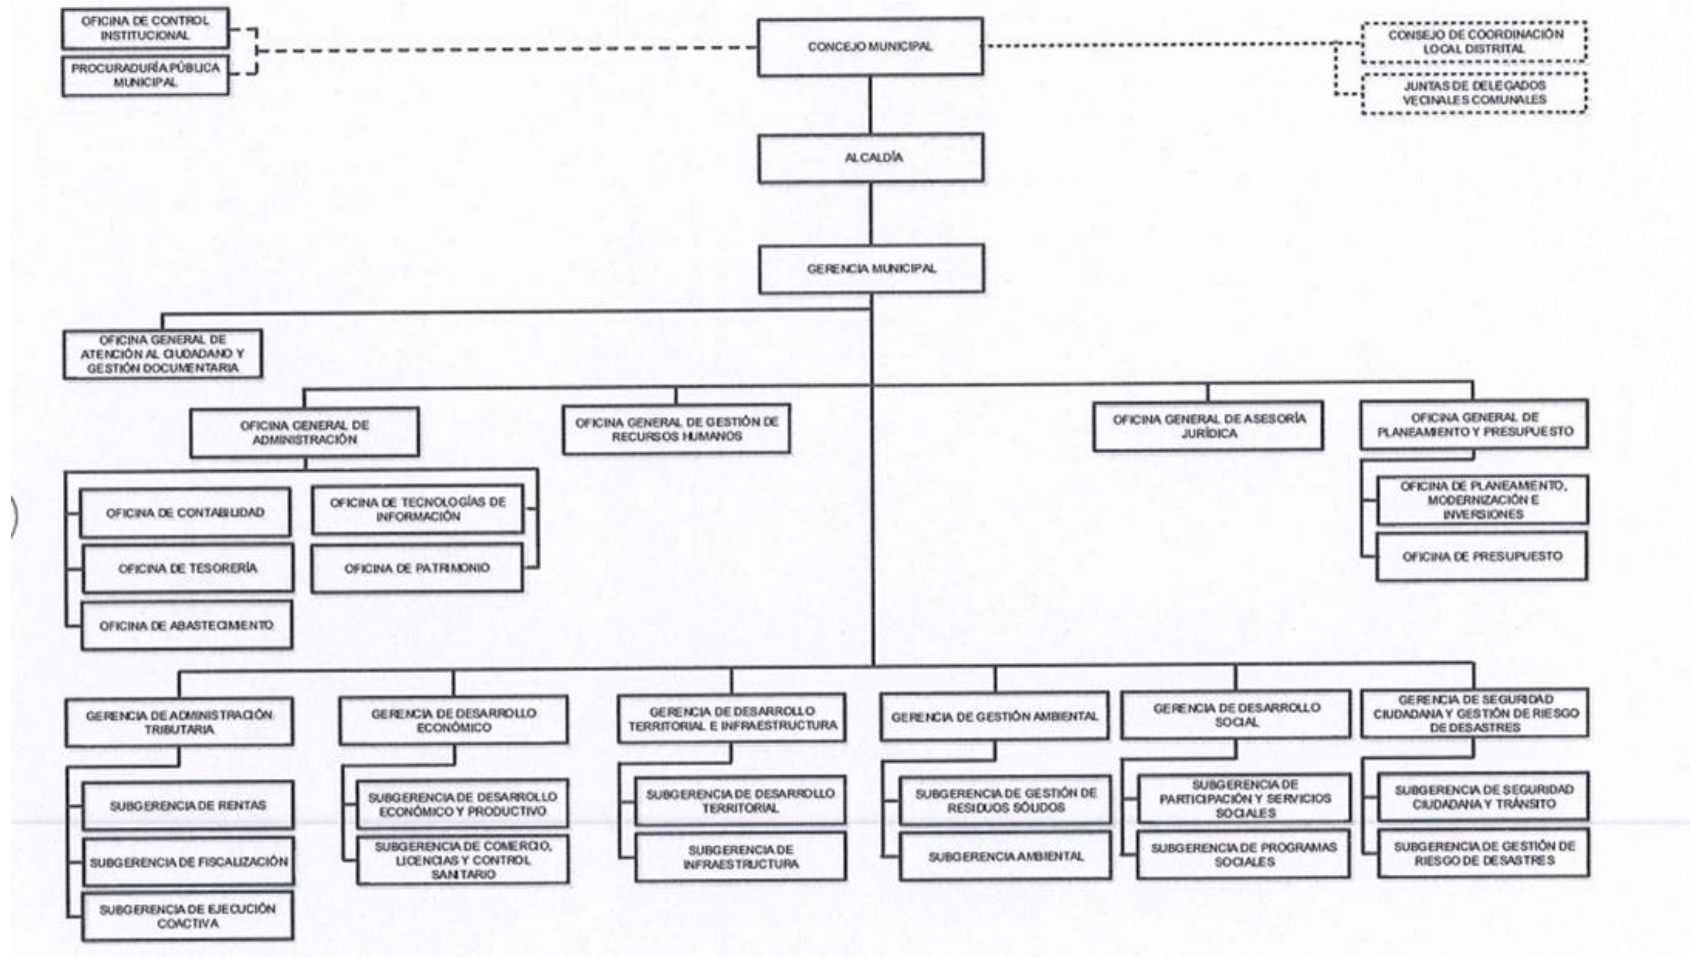 OFICINA DE CONTROL
INSTITUCIONAL
PROCURADURÍA PÚBLICA
MUNICIPAL
CONCEJO MUNICIPAL
CONSEJO DE COORDINACIÓN
LOCAL DISTRITAL
JUNTAS DE DELEGADOS
VECINALES COMUNALES
ALCALDÍA
GERENCIA MUNICIPAL
OFICINA GENERAL DE
ATENCIÓN AL CIUDADANO Y
GESTIÓN DOCUMENTARIA
OFICINA GENERAL DE
ADMINISTRACIÓN
OFICINA GENERAL DE GESTIÓN DE
RECURSOS HUMANOS
OFICINA GENERAL DE ASESORÍA
JURÍDICA
OFICINA GENERAL DE
PLANEAMIENTO Y PRESUPUESTO
OFICINA DE CONTABILIDAD
OFICINA DE TESORERÍA
OFICINA DE ABASTECIMIENTO
OFICINA DE TECNOLOGÍAS DE
INFORMACIÓN
OFICINA DE PATRIMONIO
OFICINA DE PLANEAMIENTO,
MODERNIZACIÓN E
INVERSIONES
OFICINA DE PRESUPUESTO
GERENCIA DE ADMINISTRACIÓN
TRIBUTARIA
SUBGERENCIA DE RENTAS
SUBGERENCIA DE FISCALIZACIÓN
SUBGERENCIA DE EJECUCIÓN
COACTIVA
GERENCIA DE DESARROLLO
ECONÓMICO
SUBGERENCIA DE DESARROLLO
ECONÓMICO Y PRODUCTIVO
SUBGERENCIA DE COMERCIO,
LICENCIAS Y CONTROL
SANITARIO
GERENCIA DE DESARROLLO
TERRITORIAL E INFRAESTRUCTURA
SUBGERENCIA DE DESARROLLO
TERRITORIAL
SUBGERENCIA DE
INFRAESTRUCTURA
GERENCIA DE GESTIÓN AMBIENTAL
SUBGERENCIA DE GESTIÓN DE
RESIDUOS SÓLIDOS
SUBGERENCIA AMBIENTAL
GERENCIA DE DESARROLLO
SOCIAL
SUBGERENCIA DE
PARTICIPACIÓN Y SERVICIOS
SOCIALES
SUBGERENCIA DE PROGRAMAS
SOCIALES
GERENCIA DE SEGURIDAD
CIUDADANA Y GESTIÓN DE RIESGO
DE DESASTRES
SUBGERENCIA DE SEGURIDAD
CIUDADANA Y TRÁNSITO
SUBGERENCIA DE GESTIÓN DE
RIESGO DE DESASTRES